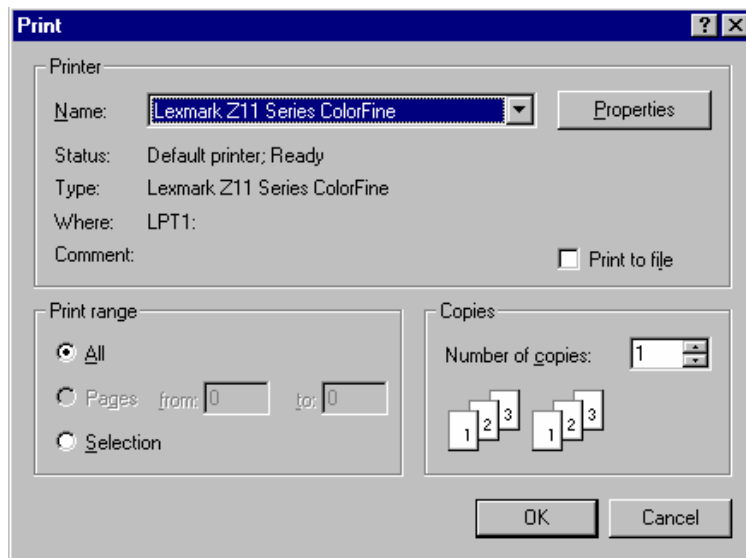 Print
Printer
Name: Lexmark Z11 Series ColorFine Properties
Status: Default printer; Ready
Type: Lexmark Z11 Series ColorFine
Where: LPT1:
Comment: Print to file
Print range
All
Pages from: 0 to: 0
Selection
Copies
Number of copies: 1
1 2 3 1 2 3
OK Cancel